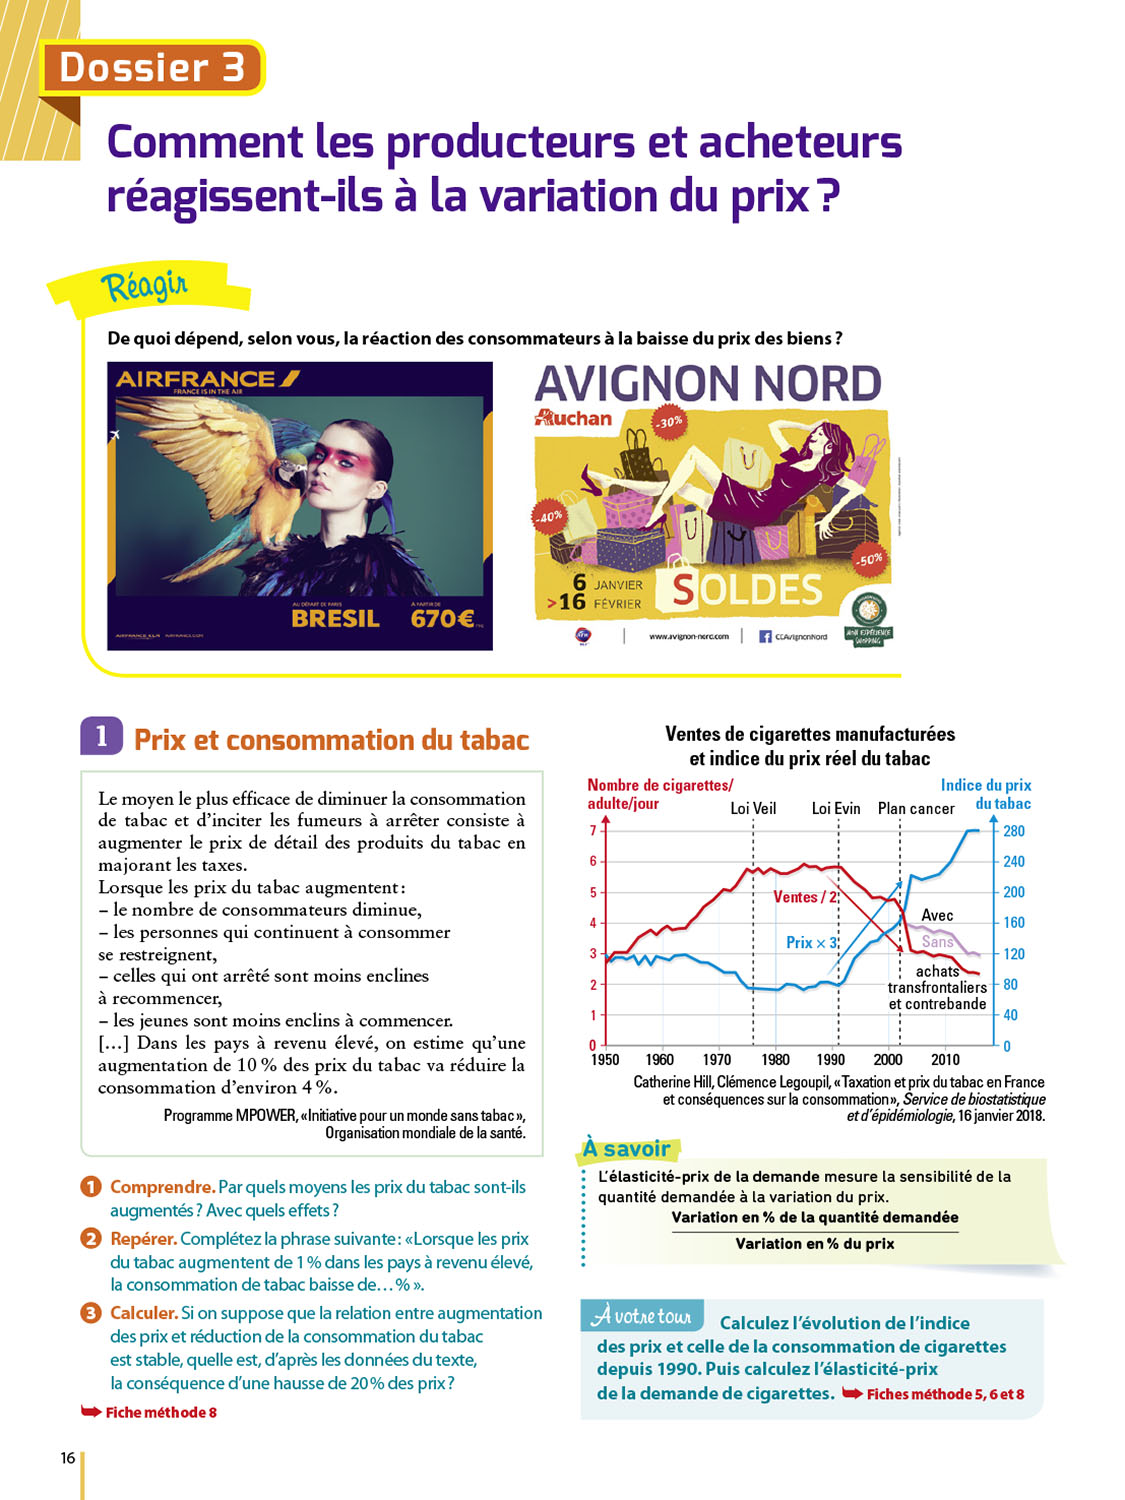 Dossier 3
Comment les producteurs et acheteurs
réagissent-ils à la variation du prix ?
Réagir
De quoi dépend, selon vous, la réaction des consommateurs à la baisse du prix des biens ?
AIRFRANCE
FRANCE IS IN THE AIR
AU DÉPART DE PARIS
BRESIL
À PARTIR DE
670€
AIRFRANCE KLM AIRFRANCE.COM
AVIGNON NORD
Auchan
-30%
-40%
-50%
6 JANVIER
>16 FÉVRIER
SOLDES
www.avignon-nord.com
CCAvignonNord
MON EXPÉRIENCE
SHOPPING
1 Prix et consommation du tabac
Le moyen le plus efficace de diminuer la consommation
de tabac et d’inciter les fumeurs à arrêter consiste à
augmenter le prix de détail des produits du tabac en
majorant les taxes.
Lorsque les prix du tabac augmentent :
– le nombre de consommateurs diminue,
– les personnes qui continuent à consommer
se restreignent,
– celles qui ont arrêté sont moins enclines
à recommencer,
– les jeunes sont moins enclins à commencer.
[…] Dans les pays à revenu élevé, on estime qu’une
augmentation de 10 % des prix du tabac va réduire la
consommation d’environ 4 %.
Programme MPOWER, « Initiative pour un monde sans tabac »,
Organisation mondiale de la santé.
1 Comprendre. Par quels moyens les prix du tabac sont-ils
augmentés ? Avec quels effets ?
2 Repérer. Complétez la phrase suivante : « Lorsque les prix
du tabac augmentent de 1 % dans les pays à revenu élevé,
la consommation de tabac baisse de… % ».
3 Calculer. Si on suppose que la relation entre augmentation
des prix et réduction de la consommation du tabac
est stable, quelle est, d’après les données du texte,
la conséquence d’une hausse de 20 % des prix ?
Fiche méthode 8
Ventes de cigarettes manufacturées
et indice du prix réel du tabac
Nombre de cigarettes/
adulte/jour
Indice du prix
du tabac
Loi Veil
Loi Evin
Plan cancer
7
6
5
4
3
2
1
0
280
240
200
160
120
80
40
0
Ventes / 2
Prix × 3
Avec
Sans
achats
transfrontaliers
et contrebande
1950 1960 1970 1980 1990 2000 2010
Catherine Hill, Clémence Legoupil, « Taxation et prix du tabac en France
et conséquences sur la consommation », Service de biostatistique
et d’épidémiologie, 16 janvier 2018.
À savoir
L’élasticité-prix de la demande mesure la sensibilité de la
quantité demandée à la variation du prix.
Variation en % de la quantité demandée
Variation en % du prix
À votre tour
Calculez l’évolution de l’indice
des prix et celle de la consommation de cigarettes
depuis 1990. Puis calculez l’élasticité-prix
de la demande de cigarettes. Fiches méthode 5, 6 et 8
16